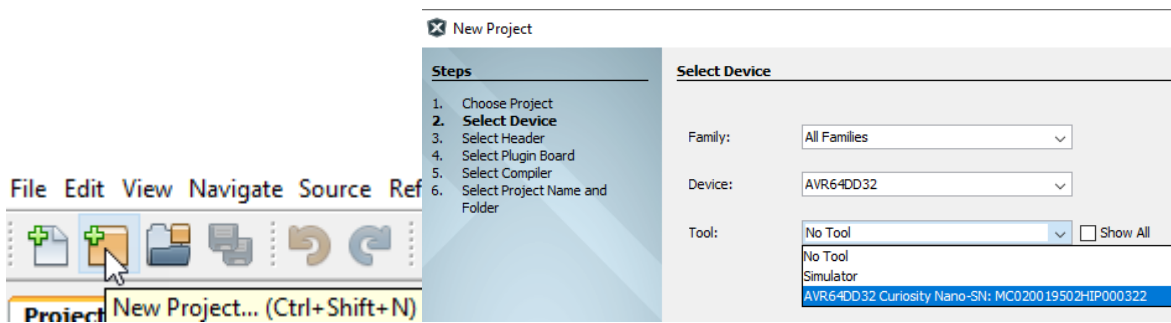 File Edit View Navigate Source Ref
Project
New Project... (Ctrl+Shift+N)
New Project
Steps
1. Choose Project
2. Select Device
3. Select Header
4. Select Plugin Board
5. Select Compiler
6. Select Project Name and
Folder
Select Device
Family: All Families
Device: AVR64DD32
Tool: No Tool Show All
No Tool
Simulator
AVR64DD32 Curiosity Nano-SN: MC020019502HIP000322